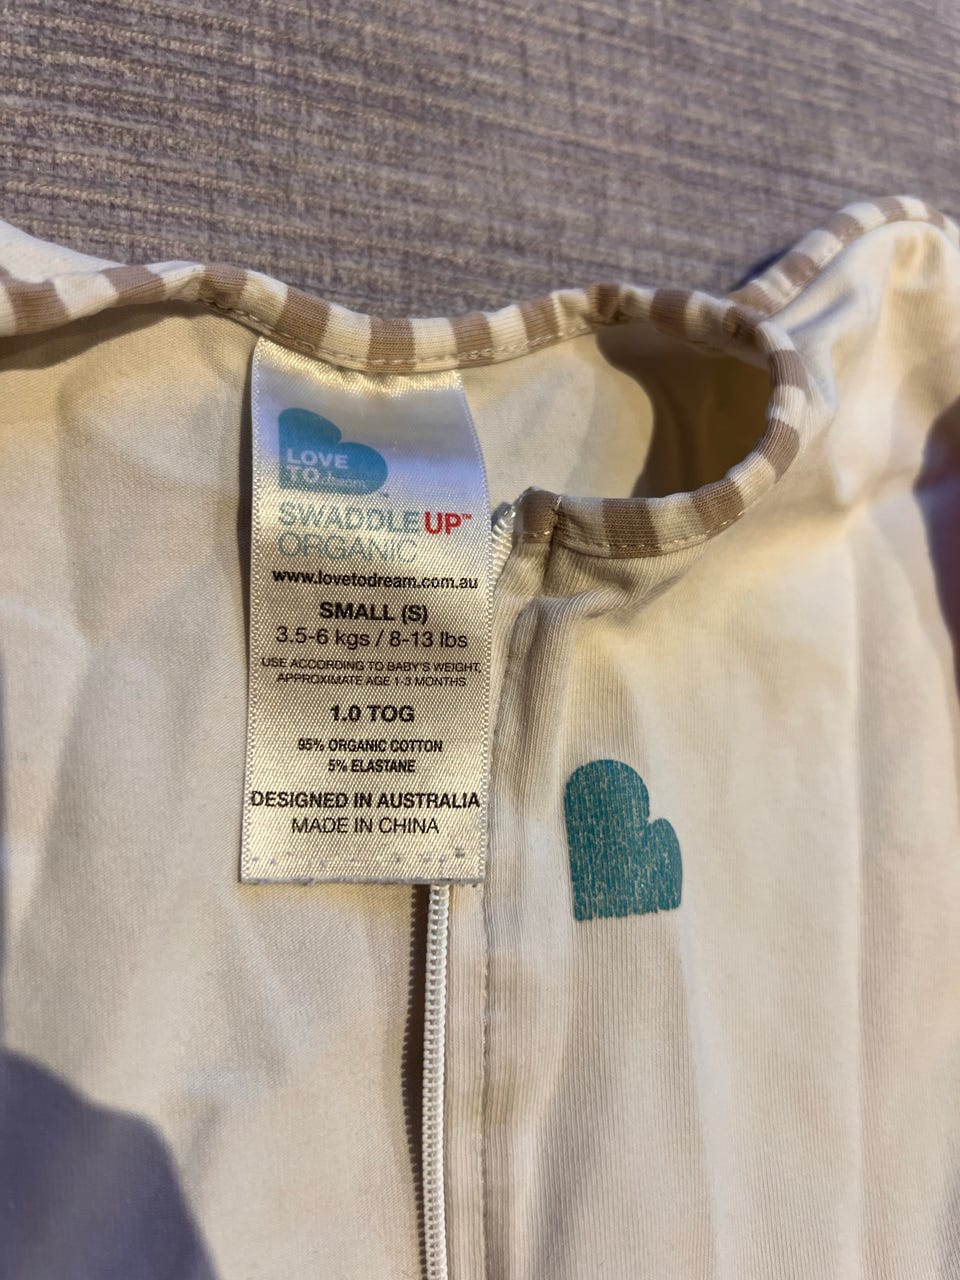 LOVE
TO dream
SWADDLE UP™
ORGANIC
www.lovetodream.com.au
SMALL (S)
3.5-6 kgs / 8-13 lbs
USE ACCORDING TO BABY'S WEIGHT,
APPROXIMATE AGE 1-3 MONTHS
1.0 TOG
95% ORGANIC COTTON
5% ELASTANE
DESIGNED IN AUSTRALIA
MADE IN CHINA